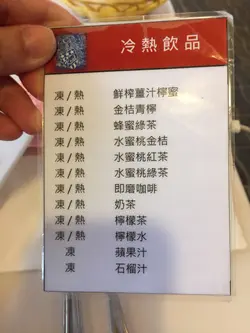 冷熱飲品
凍/熱 鮮榨薑汁檸蜜
凍/熱 金桔青檸
凍/熱 蜂蜜綠茶
凍/熱 水蜜桃金桔
凍/熱 水蜜桃紅茶
凍/熱 水蜜桃綠茶
凍/熱 即磨咖啡
凍/熱 奶茶
凍/熱 檸檬茶
凍/熱 檸檬水
凍 蘋果汁
凍 石榴汁